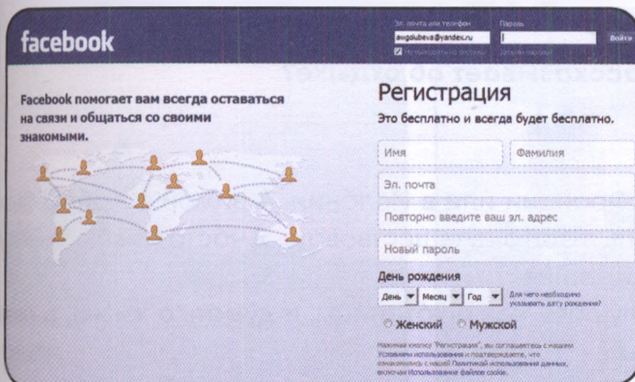 facebook
Эл. почта или телефон
Пароль
awgolubeva@yandex.ru
Войти
Facebook помогает вам всегда оставаться
на связи и общаться со своими
знакомыми.
Регистрация
Это бесплатно и всегда будет бесплатно.
Имя
Фамилия
Эл. почта
Повторно введите ваш эл. адрес
Новый пароль
День рождения
День
Месяц
Год
Для чего необходимо
указывать дату рождения?
Женский
Мужской
Нажимая кнопку "Регистрация", вы соглашаетесь с нашими
Условиями использования и подтверждаете, что
ознакомились с нашей Политикой использования данных,
включая Использование файлов cookie.